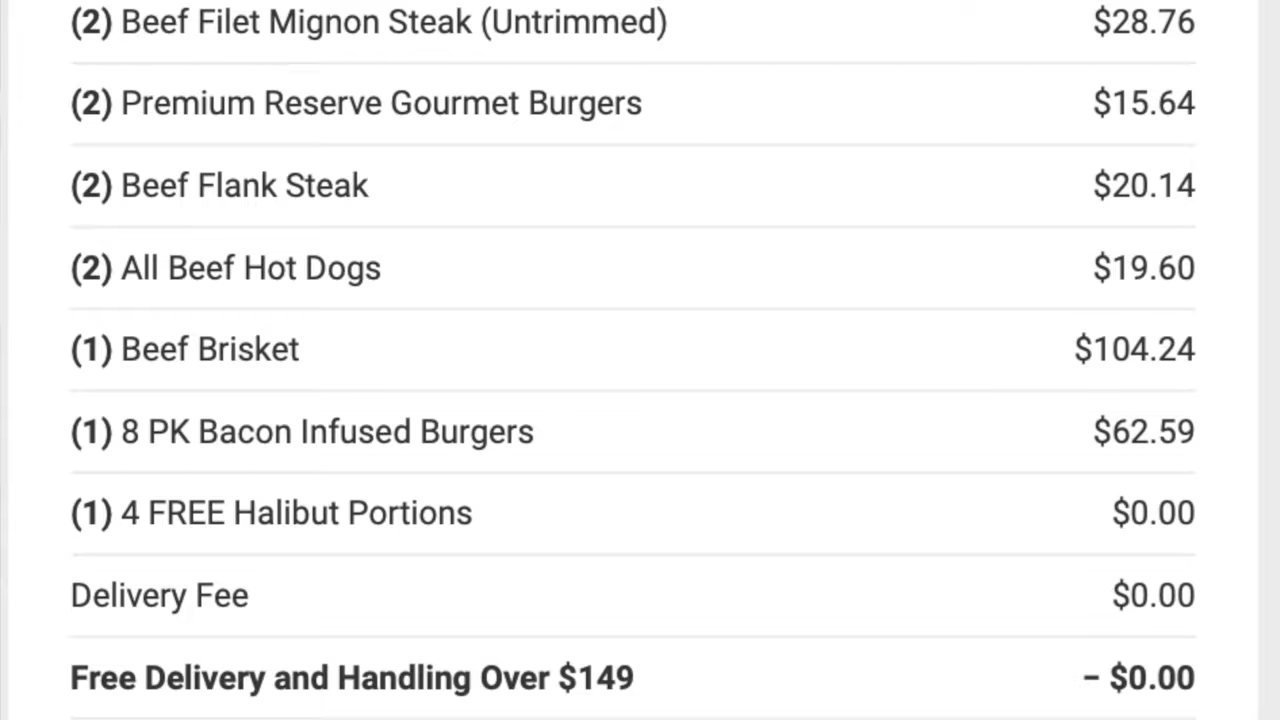 (2) Beef Filet Mignon Steak (Untrimmed) $28.76
(2) Premium Reserve Gourmet Burgers $15.64
(2) Beef Flank Steak $20.14
(2) All Beef Hot Dogs $19.60
(1) Beef Brisket $104.24
(1) 8 PK Bacon Infused Burgers $62.59
(1) 4 FREE Halibut Portions $0.00
Delivery Fee $0.00
Free Delivery and Handling Over $149 – $0.00